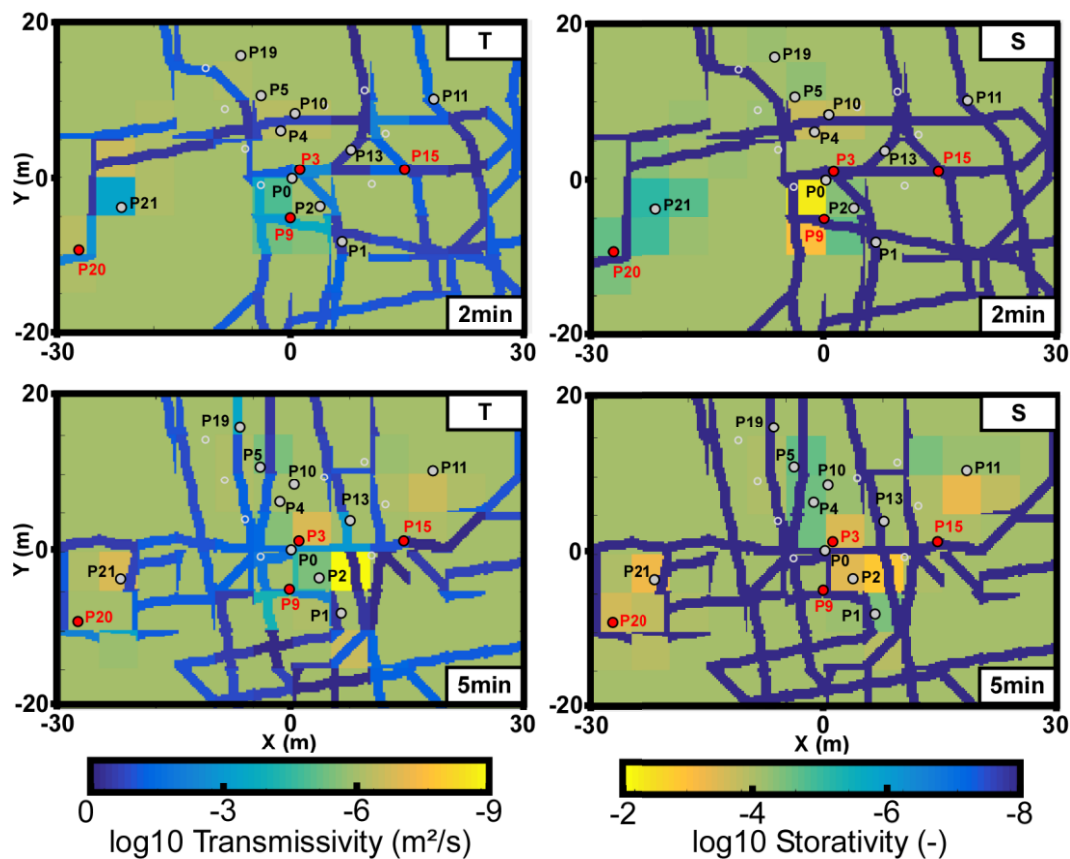 20
T
P19
P5
P10
P11
P4
P13
P3
P15
0
P0
P21
P2
P9
P1
P20
Y (m)
2min
-20
-30
0
30
20
S
P19
P5
P10
P11
P4
P13
P3
P15
0
P0
P21
P2
P9
P1
P20
2min
-20
-30
0
30
20
T
P19
P5
P10
P11
P4
P13
P3
P15
0
P0
P21
P2
P9
P1
P20
Y (m)
5min
-20
-30
0
30
X (m)
20
S
P19
P5
P10
P11
P4
P13
P3
P15
0
P0
P21
P2
P9
P1
P20
5min
-20
-30
0
30
X (m)
0
-3
-6
-9
log10 Transmissivity (m²/s)
-2
-4
-6
-8
log10 Storativity (-)